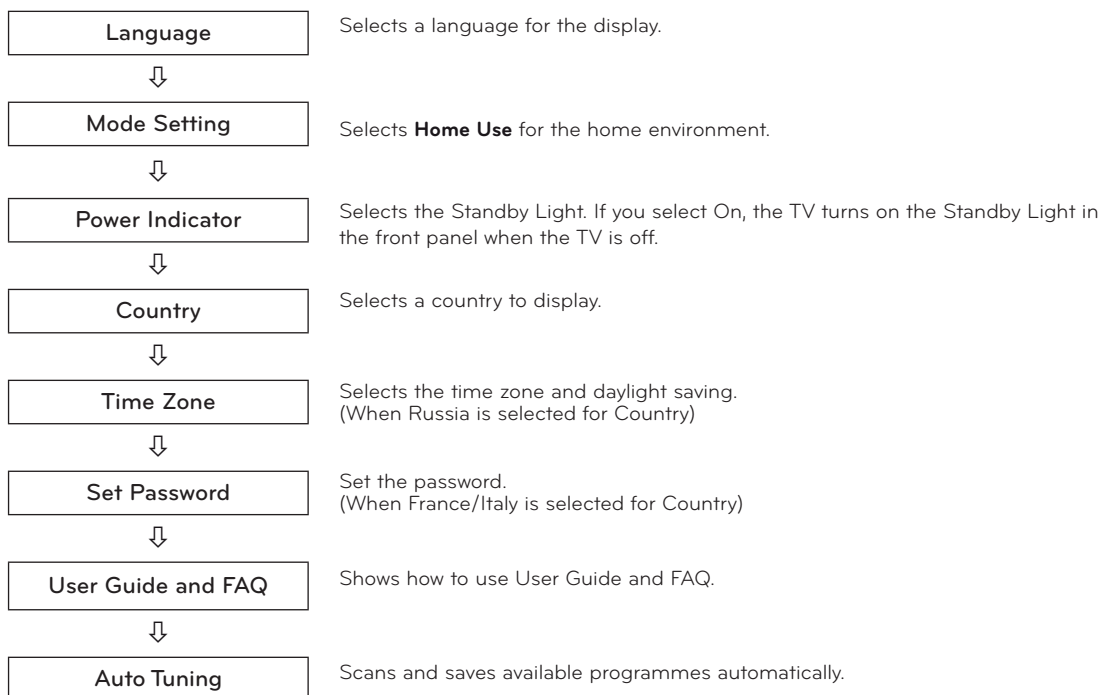 Language
Selects a language for the display.
Mode Setting
Selects Home Use for the home environment.
Power Indicator
Selects the Standby Light. If you select On, the TV turns on the Standby Light in
the front panel when the TV is off.
Country
Selects a country to display.
Time Zone
Selects the time zone and daylight saving.
(When Russia is selected for Country)
Set Password
Set the password.
(When France/Italy is selected for Country)
User Guide and FAQ
Shows how to use User Guide and FAQ.
Auto Tuning
Scans and saves available programmes automatically.